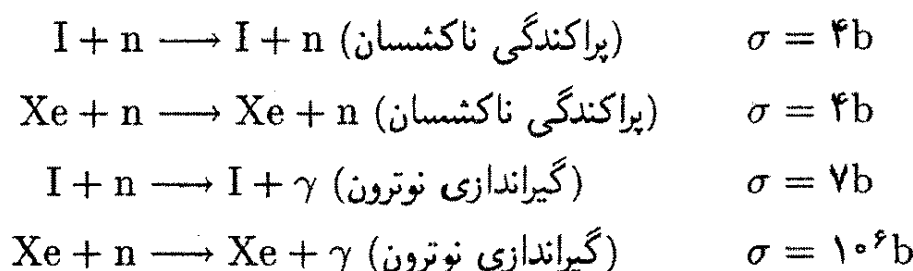 I + n ⟶ I + n (پراکندگی ناکشسان) σ = ۴b
Xe + n ⟶ Xe + n (پراکندگی ناکشسان) σ = ۴b
I + n ⟶ I + γ (گیراندازی نوترون) σ = ۷b
Xe + n ⟶ Xe + γ (گیراندازی نوترون) σ = ۱۰⁶b